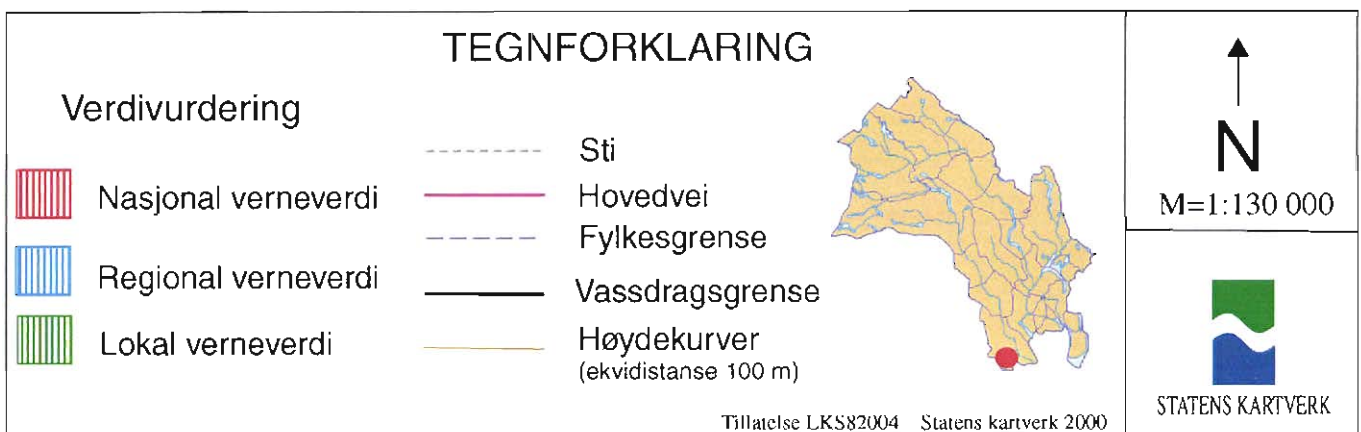 TEGNFORKLARING
Verdivurdering
Nasjonal verneverdi
Regional verneverdi
Lokal verneverdi
Sti
Hovedvei
Fylkesgrense
Vassdragsgrense
Høydekurver
(ekvidistanse 100 m)
Tillatelse LKS82004 Statens kartverk 2000
N
M=1:130 000
STATENS KARTVERK